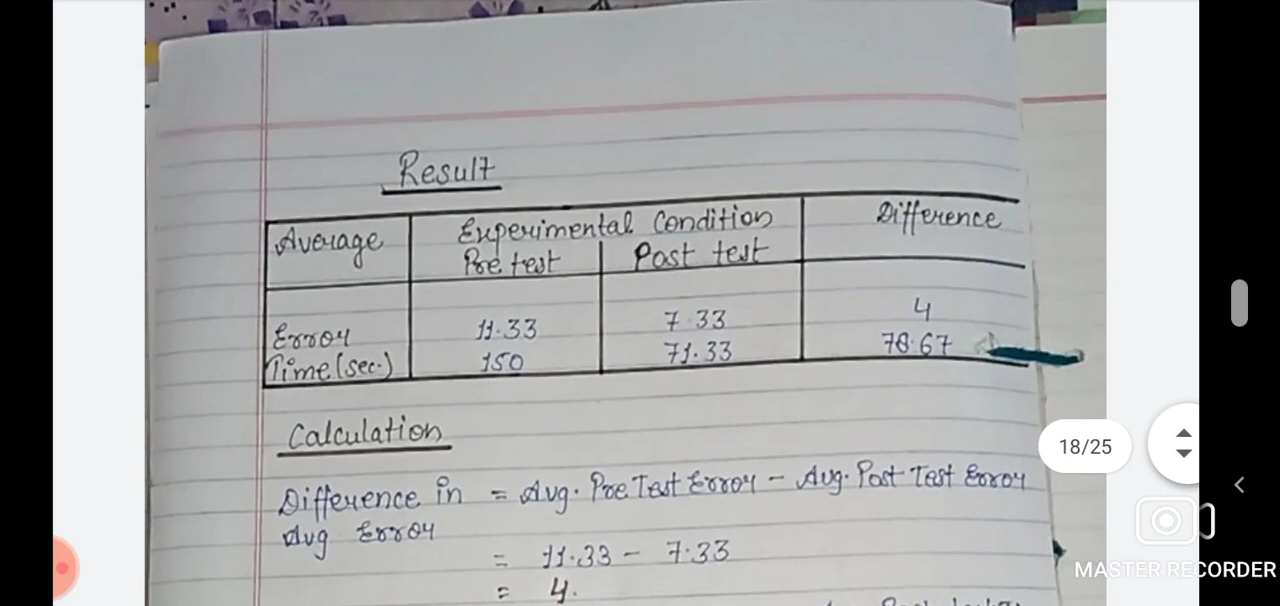 Result
Average Experimental Condition Difference
Pre test Post test
Error 11.33 7.33 4
Time (sec.) 150 71.33 78.67
Calculation
Difference in = Avg. Pre Test Error - Avg. Post Test Error
Avg Error
= 11.33 - 7.33
= 4.
18/25
MASTER RECORDER